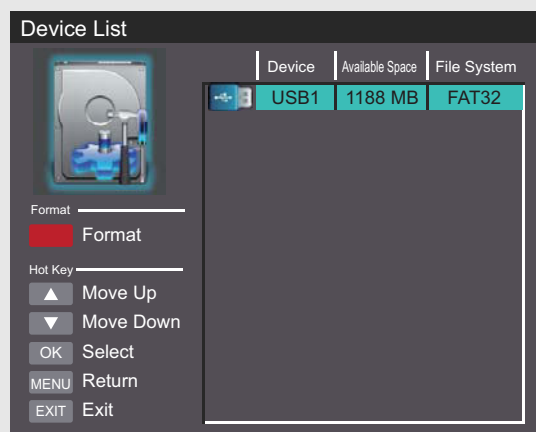 Device List
Device Available Space File System
USB1 1188 MB FAT32
Format
Format
Hot Key
Move Up
Move Down
OK Select
MENU Return
EXIT Exit